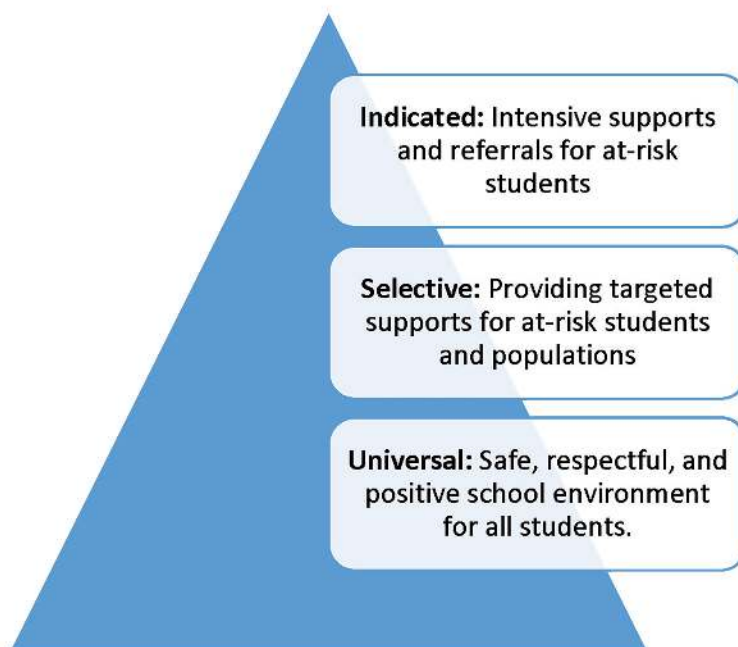 Indicated: Intensive supports
and referrals for at-risk
students
Selective: Providing targeted
supports for at-risk students
and populations
Universal: Safe, respectful, and
positive school environment
for all students.